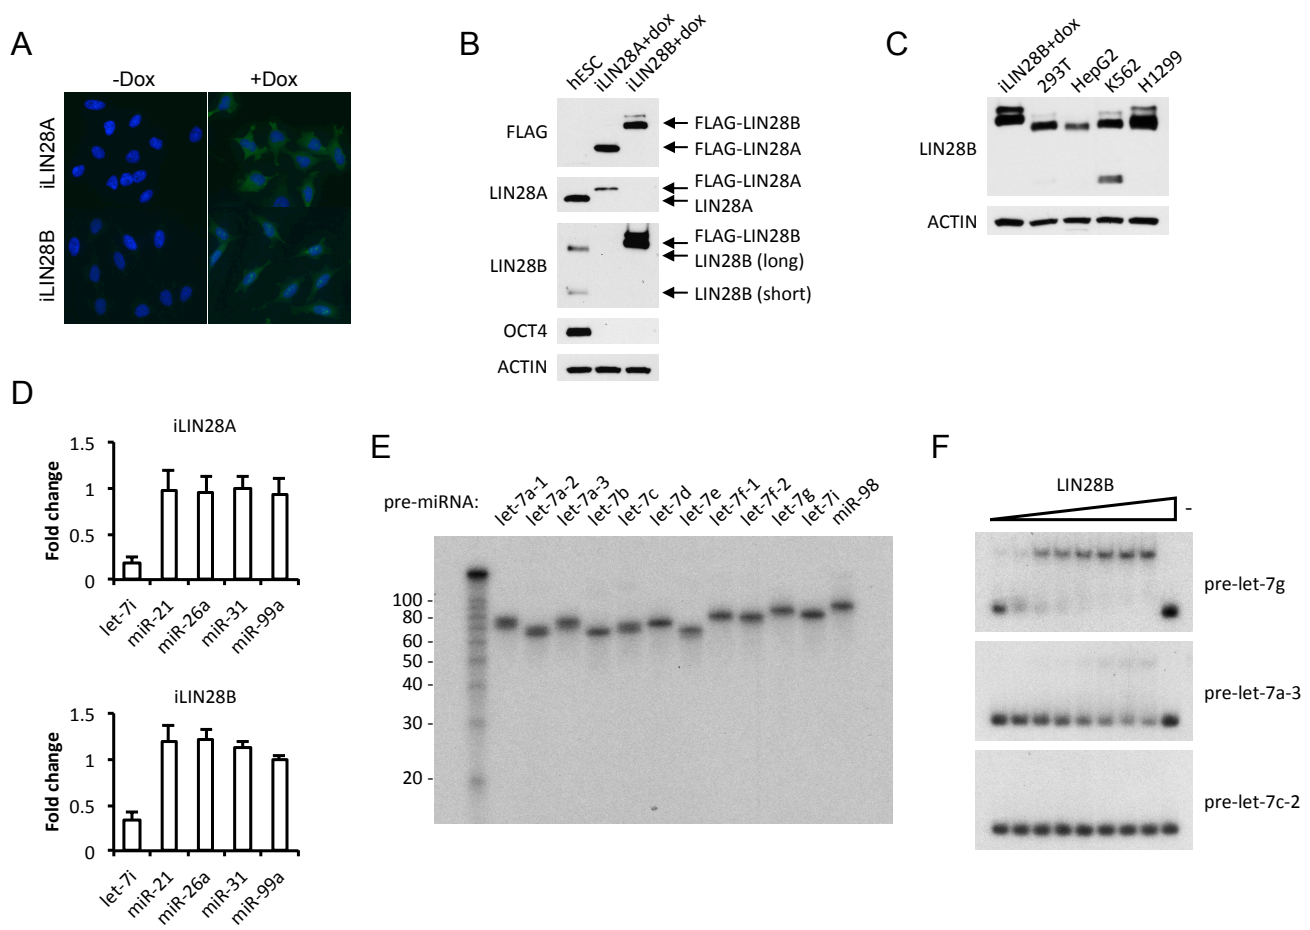 A
-Dox
+Dox
iLIN28A
iLIN28B
B
hESC
iLIN28A+dox
iLIN28B+dox
FLAG
FLAG-LIN28B
FLAG-LIN28A
LIN28A
FLAG-LIN28A
LIN28A
LIN28B
FLAG-LIN28B
LIN28B (long)
LIN28B (short)
OCT4
ACTIN
C
iLIN28B+dox
293T
HepG2
K562
H1299
LIN28B
ACTIN
D
iLIN28A
Fold change
1.5
1
0.5
0
let-7i
miR-21
miR-26a
miR-31
miR-99a
iLIN28B
Fold change
1.5
1
0.5
0
let-7i
miR-21
miR-26a
miR-31
miR-99a
E
pre-miRNA:
let-7a-1
let-7a-2
let-7a-3
let-7b
let-7c
let-7d
let-7e
let-7f-1
let-7f-2
let-7g
let-7i
miR-98
100 -
80 -
60 -
50 -
40 -
30 -
20 -
F
LIN28B
-
pre-let-7g
pre-let-7a-3
pre-let-7c-2